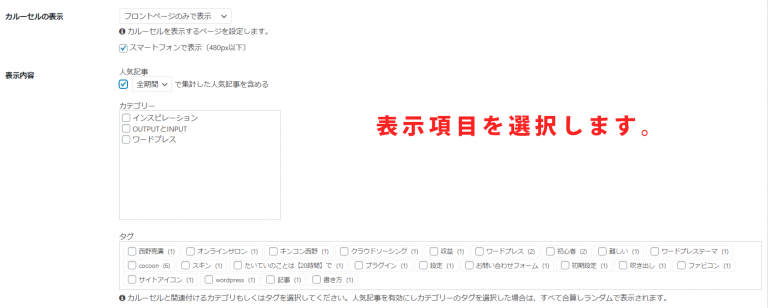 カルーセルの表示
フロントページのみで表示
カルーセルを表示するページを設定します。
スマートフォンで表示（480px以下）
表示内容
人気記事
全期間 で集計した人気記事を含める
カテゴリー
インスピレーション
OUTPUTとINPUT
ワードプレス
表示項目を選択します。
タグ
西野亮廣 (1) オンラインサロン (1) キンコン西野 (1) クラウドソーシング (1) 収益 (1) ワードプレス (2) 初心者 (2) 難しい (1) ワードプレステーマ (1)
cocoon (6) スキン (1) たいていのことは【20時間】で (1) プラグイン (1) 設定 (1) お問い合わせフォーム (1) 初期設定 (1) 吹き出し (1) ファビコン (1)
サイトアイコン (1) wordpress (1) 記事 (1) 書き方 (1)
カルーセルと関連付けるカテゴリもしくはタグを選択してください。人気記事を有効にしカテゴリーのタグを選択した場合は、すべて合算しランダムで表示されます。